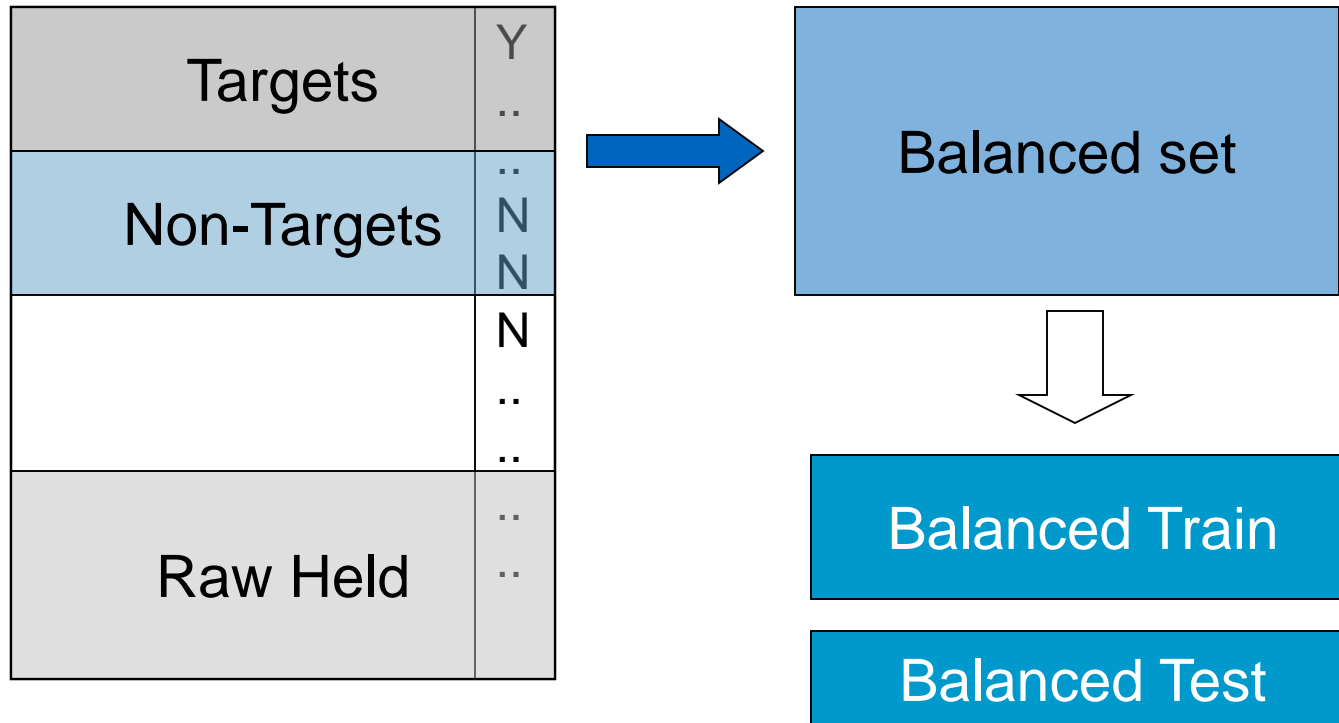 Targets
Y
..
Non-Targets
..
N
N
N
..
..
Raw Held
..
..
Balanced set
Balanced Train
Balanced Test